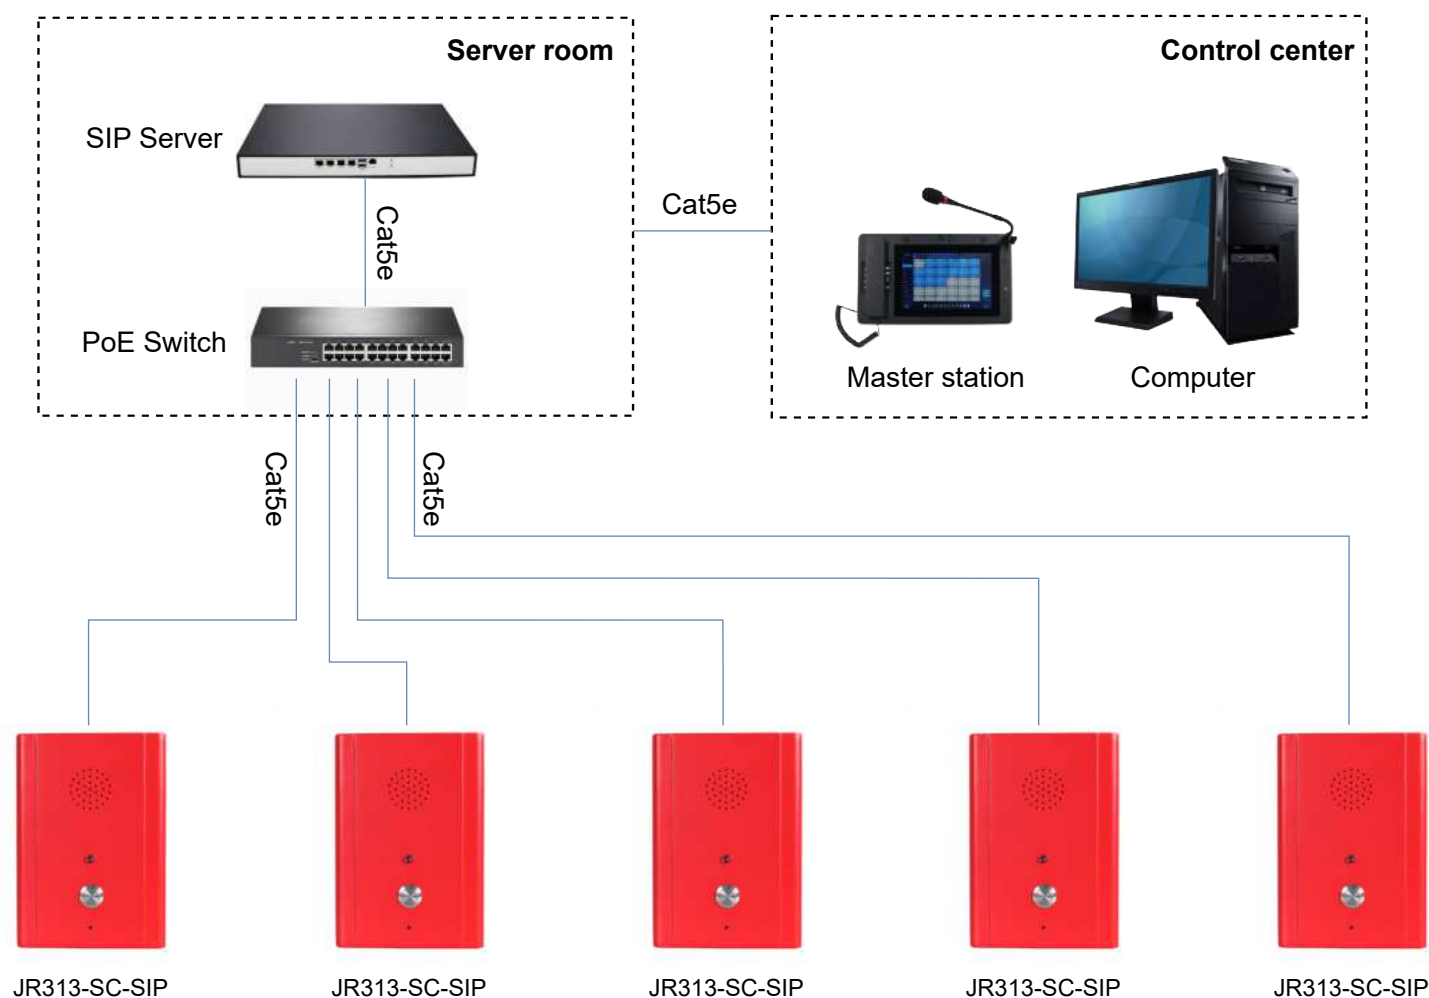 Server room
Control center
SIP Server
Cat5e
Cat5e
PoE Switch
Master station
Computer
Cat5e
Cat5e
JR313-SC-SIP
JR313-SC-SIP
JR313-SC-SIP
JR313-SC-SIP
JR313-SC-SIP